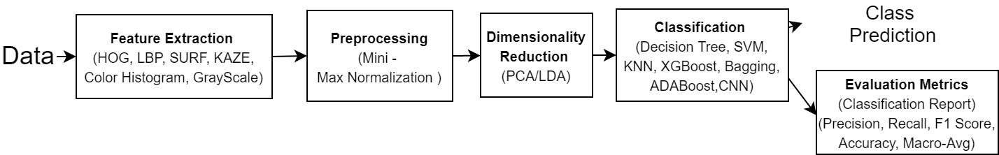 Data
Feature Extraction
(HOG, LBP, SURF, KAZE,
Color Histogram, GrayScale)
Preprocessing
(Mini -
Max Normalization )
Dimensionality
Reduction
(PCA/LDA)
Classification
(Decision Tree, SVM,
KNN, XGBoost, Bagging,
ADABoost,CNN)
Class
Prediction
Evaluation Metrics
(Classification Report)
(Precision, Recall, F1 Score,
Accuracy, Macro-Avg)